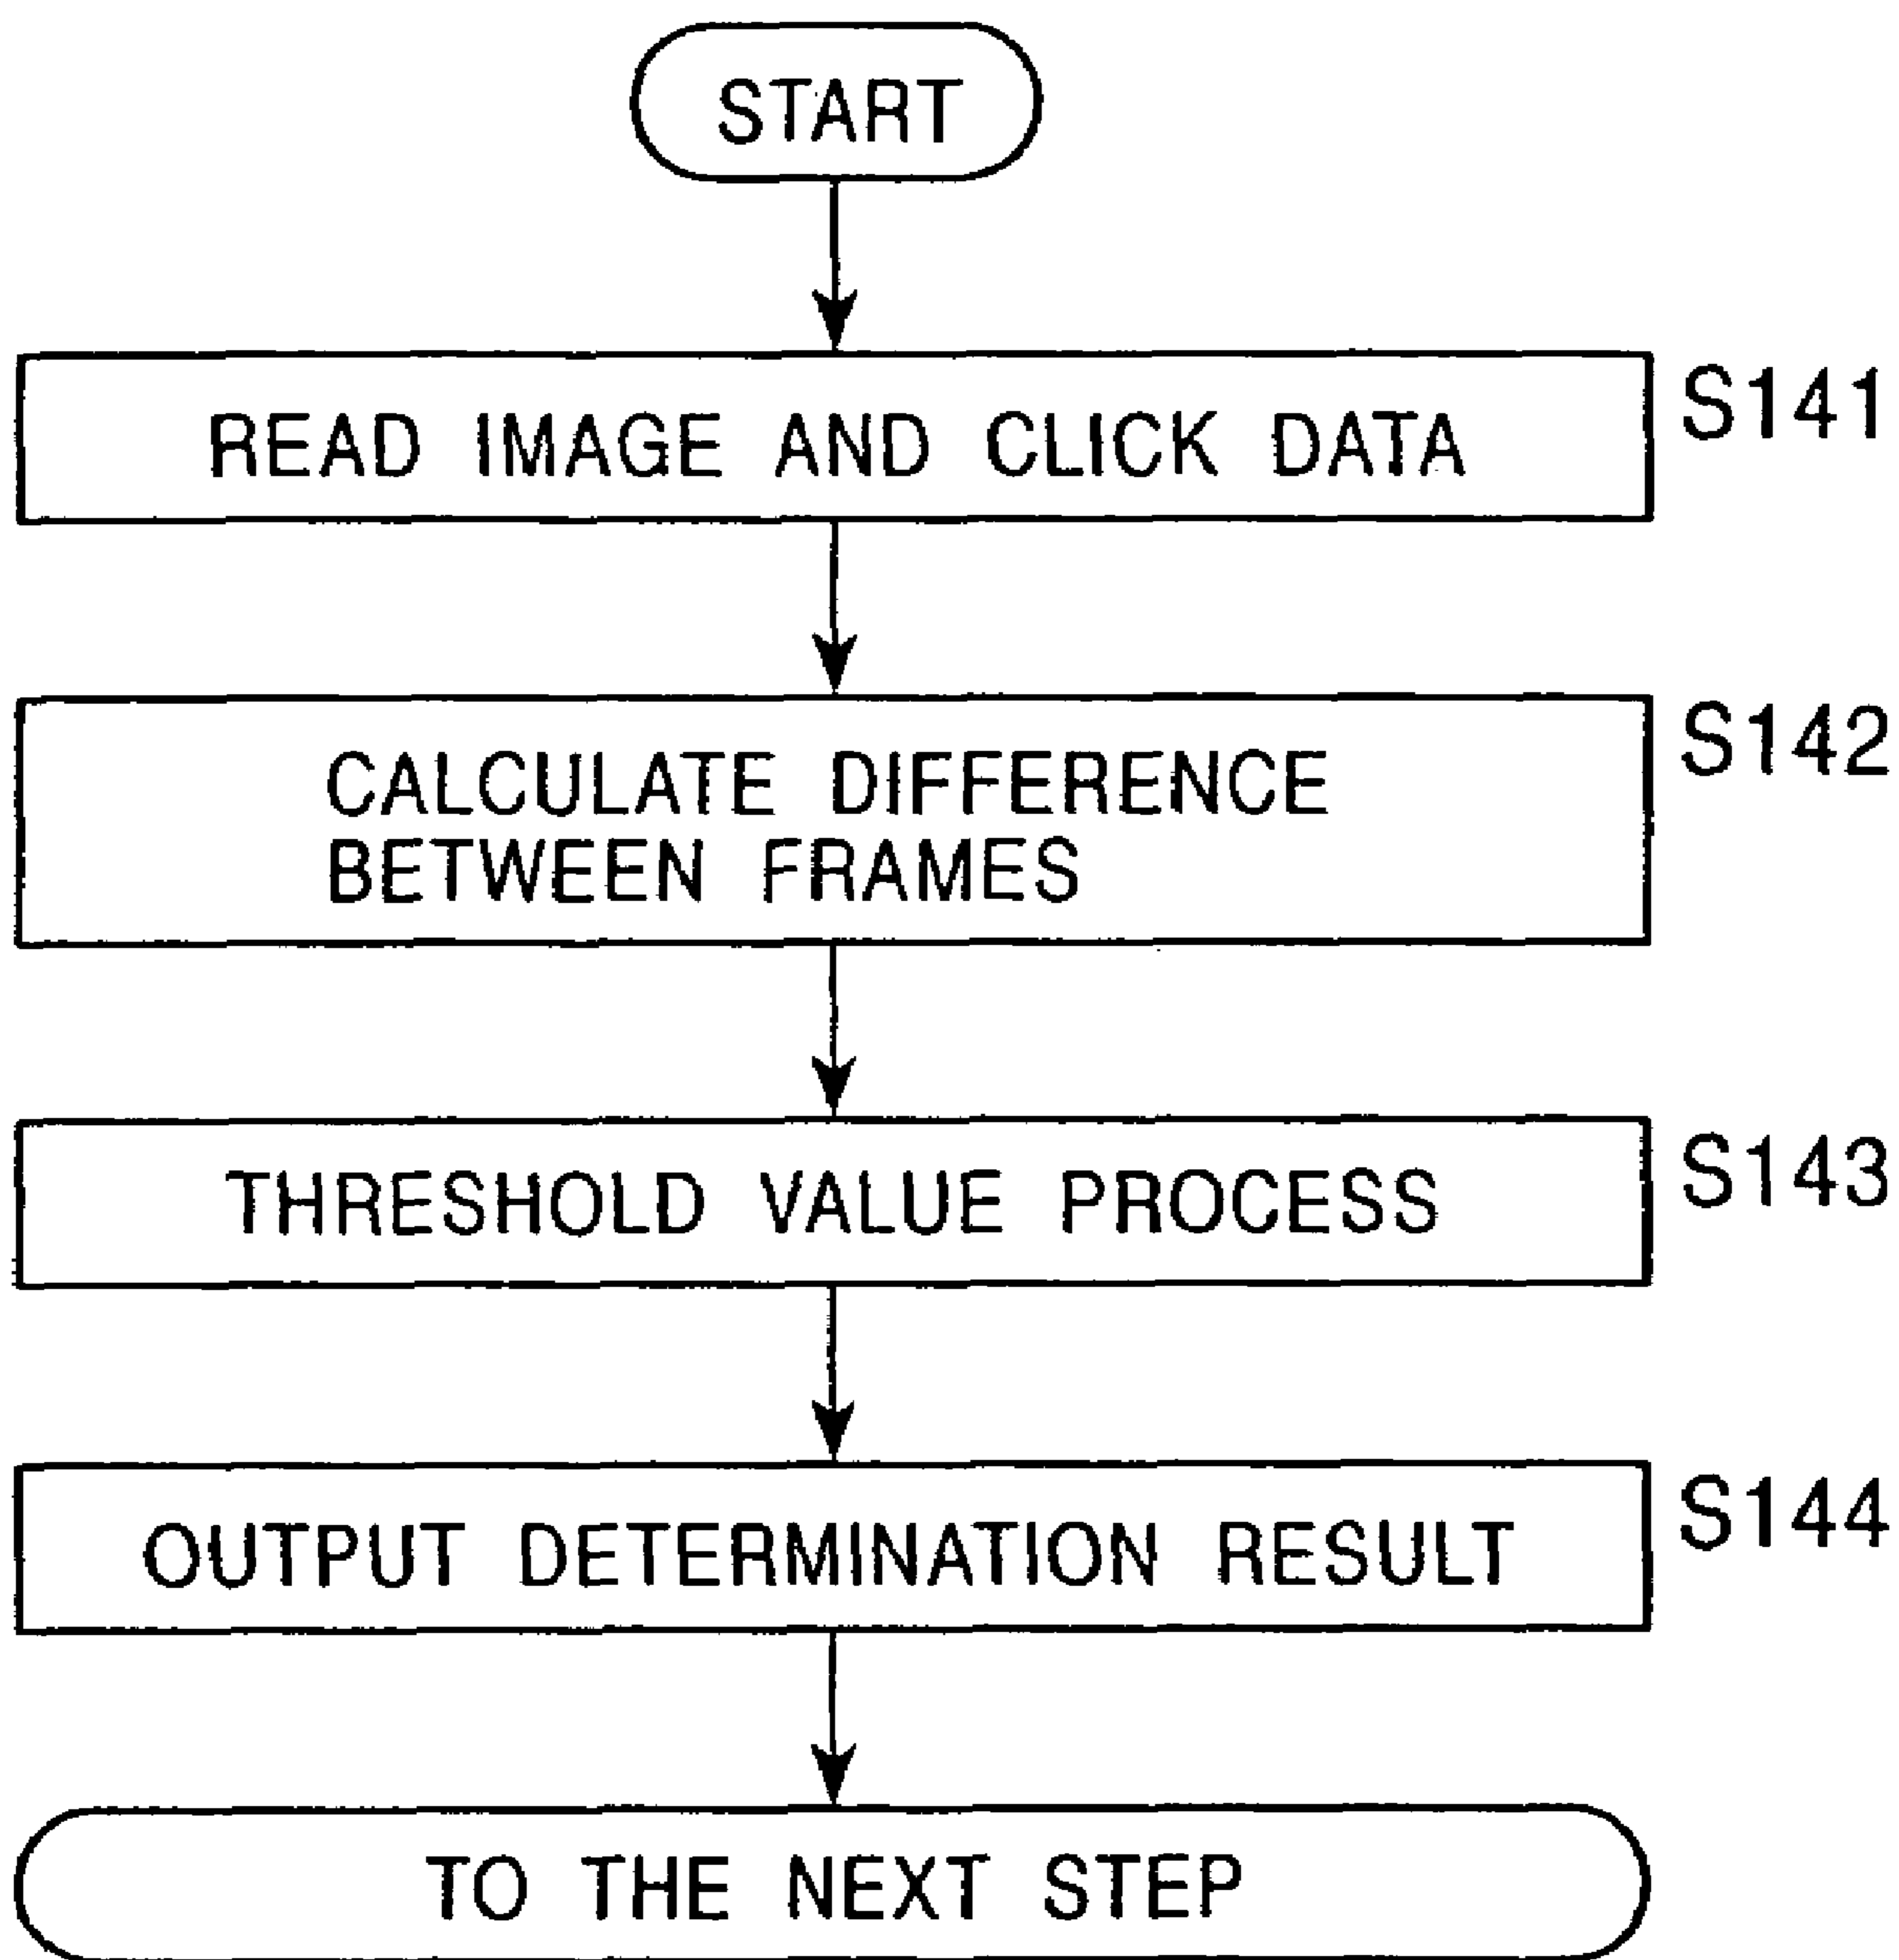 START
READ IMAGE AND CLICK DATA
S141
CALCULATE DIFFERENCE
BETWEEN FRAMES
S142
THRESHOLD VALUE PROCESS
S143
OUTPUT DETERMINATION RESULT
S144
TO THE NEXT STEP